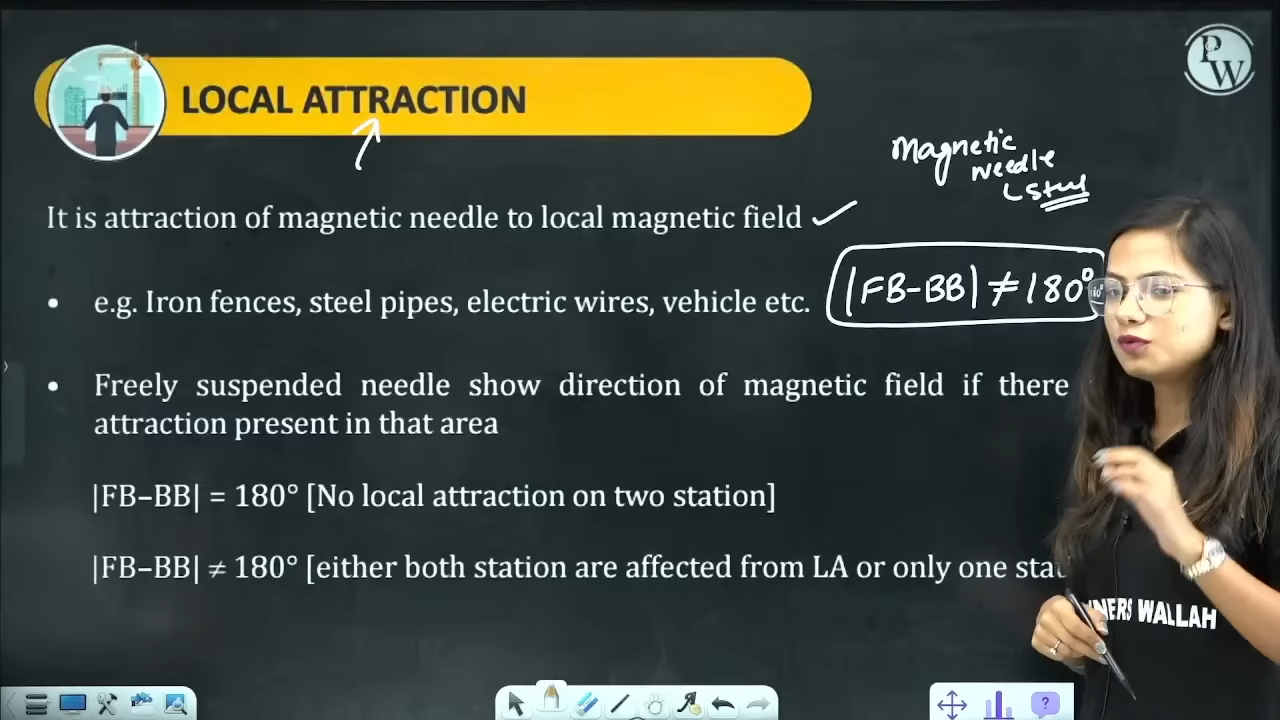 LOCAL ATTRACTION
PW
Magnetic
needle
Steel
It is attraction of magnetic needle to local magnetic field
|FB-BB| ≠ 180°
• e.g. Iron fences, steel pipes, electric wires, vehicle etc.
• Freely suspended needle show direction of magnetic field if there
attraction present in that area
|FB–BB| = 180° [No local attraction on two station]
|FB–BB| ≠ 180° [either both station are affected from LA or only one
NERS WALLAH